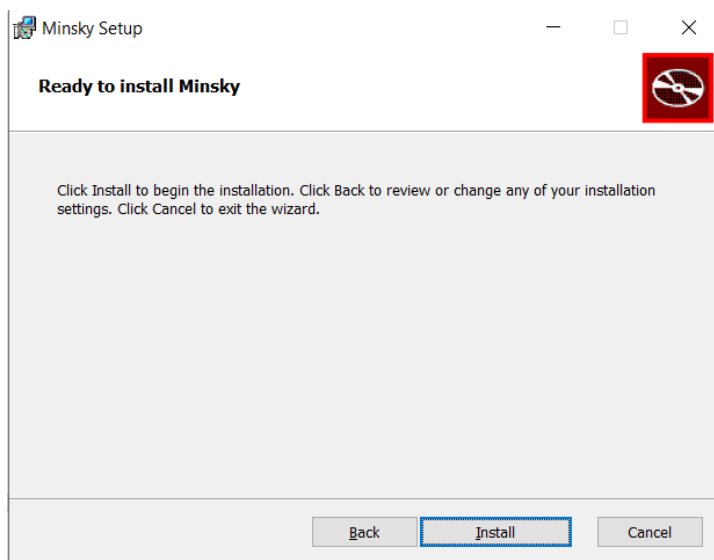 Minsky Setup
Ready to install Minsky
Click Install to begin the installation. Click Back to review or change any of your installation
settings. Click Cancel to exit the wizard.
Back
Install
Cancel